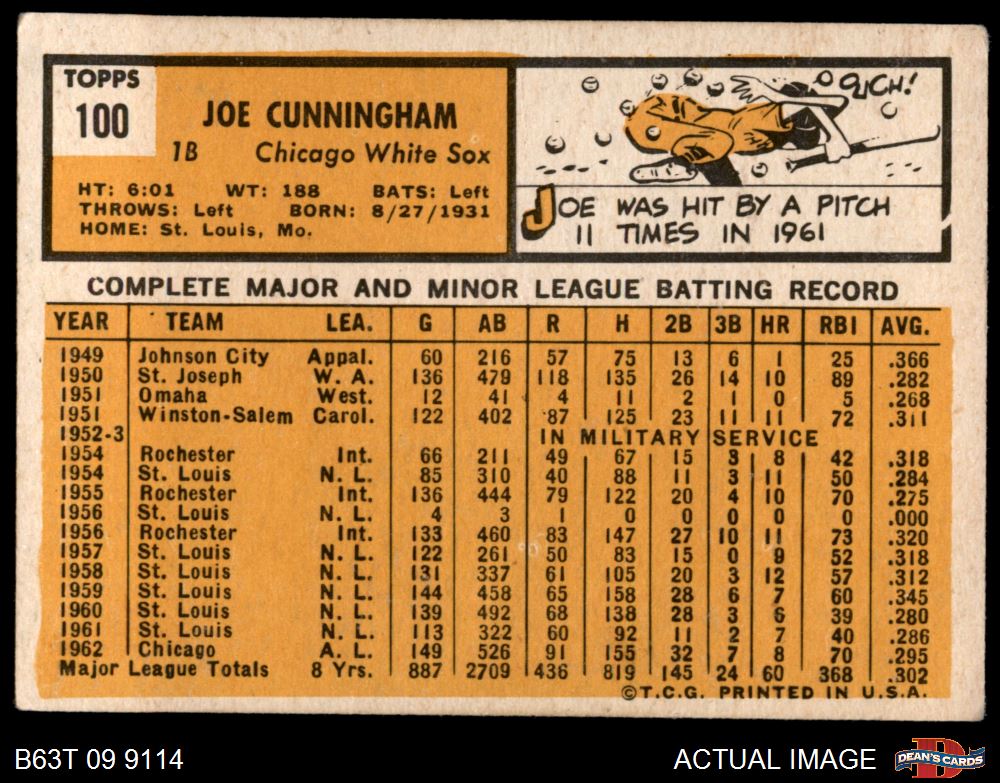 TOPPS
100
JOE CUNNINGHAM
1B Chicago White Sox
HT: 6:01 WT: 188 BATS: Left
THROWS: Left BORN: 8/27/1931
HOME: St. Louis, Mo.
OUCH!
JOE WAS HIT BY A PITCH
11 TIMES IN 1961
COMPLETE MAJOR AND MINOR LEAGUE BATTING RECORD
YEAR TEAM LEA. G AB R H 2B 3B HR RBI AVG.
1949 Johnson City Appal. 60 216 57 75 13 6 1 25 .366
1950 St. Joseph W. A. 136 479 118 135 26 14 10 89 .282
1951 Omaha West. 12 41 4 11 2 1 0 5 .268
1951 Winston-Salem Carol. 122 402 87 125 23 11 11 72 .311
1952-3 IN MILITARY SERVICE
1954 Rochester Int. 66 211 49 67 15 3 8 42 .318
1954 St. Louis N. L. 85 310 40 88 11 3 11 50 .284
1955 Rochester Int. 136 444 79 122 20 4 10 70 .275
1956 St. Louis N. L. 4 3 1 0 0 0 0 0 .000
1956 Rochester Int. 133 460 83 147 27 10 11 73 .320
1957 St. Louis N. L. 122 261 50 83 15 0 9 52 .318
1958 St. Louis N. L. 131 337 61 105 20 3 12 57 .312
1959 St. Louis N. L. 144 458 65 158 28 6 7 60 .345
1960 St. Louis N. L. 139 492 68 138 28 3 6 39 .280
1961 St. Louis N. L. 113 322 60 92 11 2 7 40 .286
1962 Chicago A. L. 149 526 91 155 32 7 8 70 .295
Major League Totals 8 Yrs. 887 2709 436 819 145 24 60 368 .302
©T.C.G. PRINTED IN U.S.A.
B63T 09 9114 ACTUAL IMAGE
DEAN'S CARDS